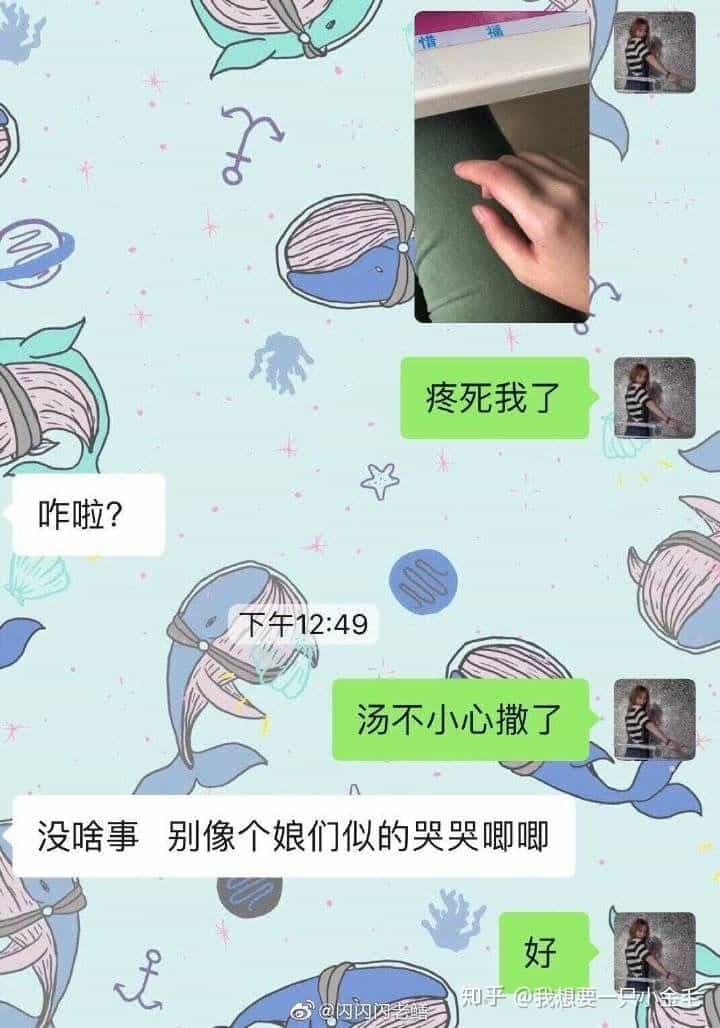 惜 福
疼死我了
咋啦?
下午12:49
汤不小心撒了
没啥事 别像个娘们似的哭哭唧唧
好
知乎 @我想要一只小金毛
@闪闪闪老鳝